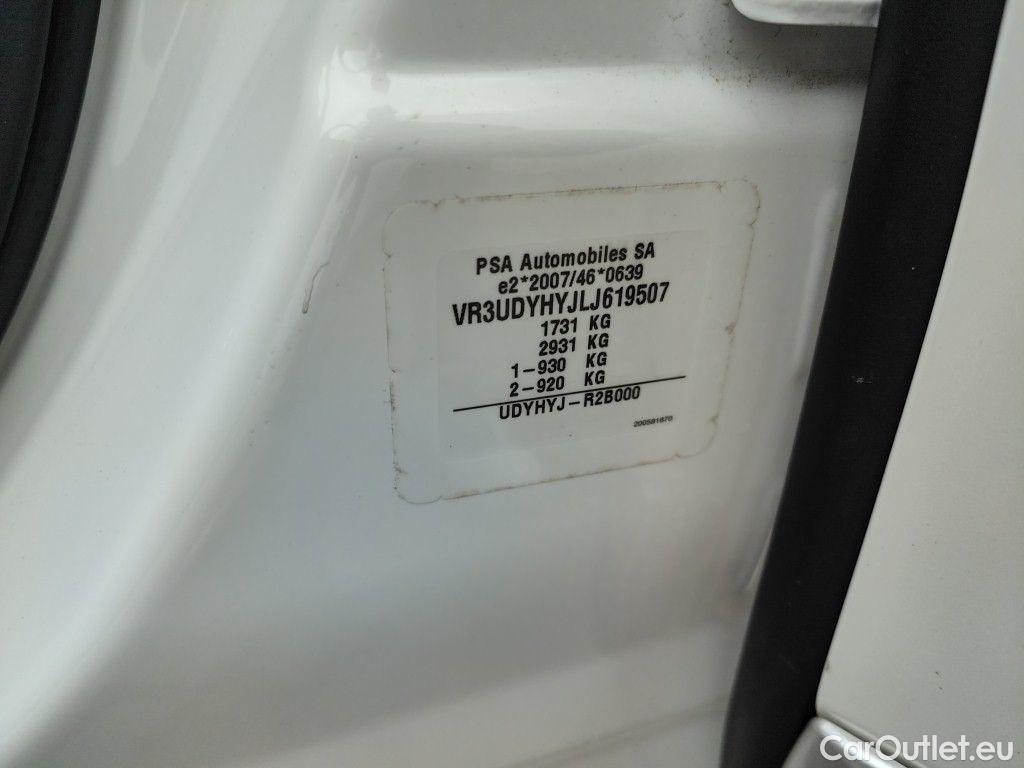 PSA Automobiles SA
e2*2007/46*0639
VR3UDYHYJLJ619507
1731 KG
2931 KG
1-930 KG
2-920 KG
UDYHYJ-R2B000
200581670
CarOutlet.eu